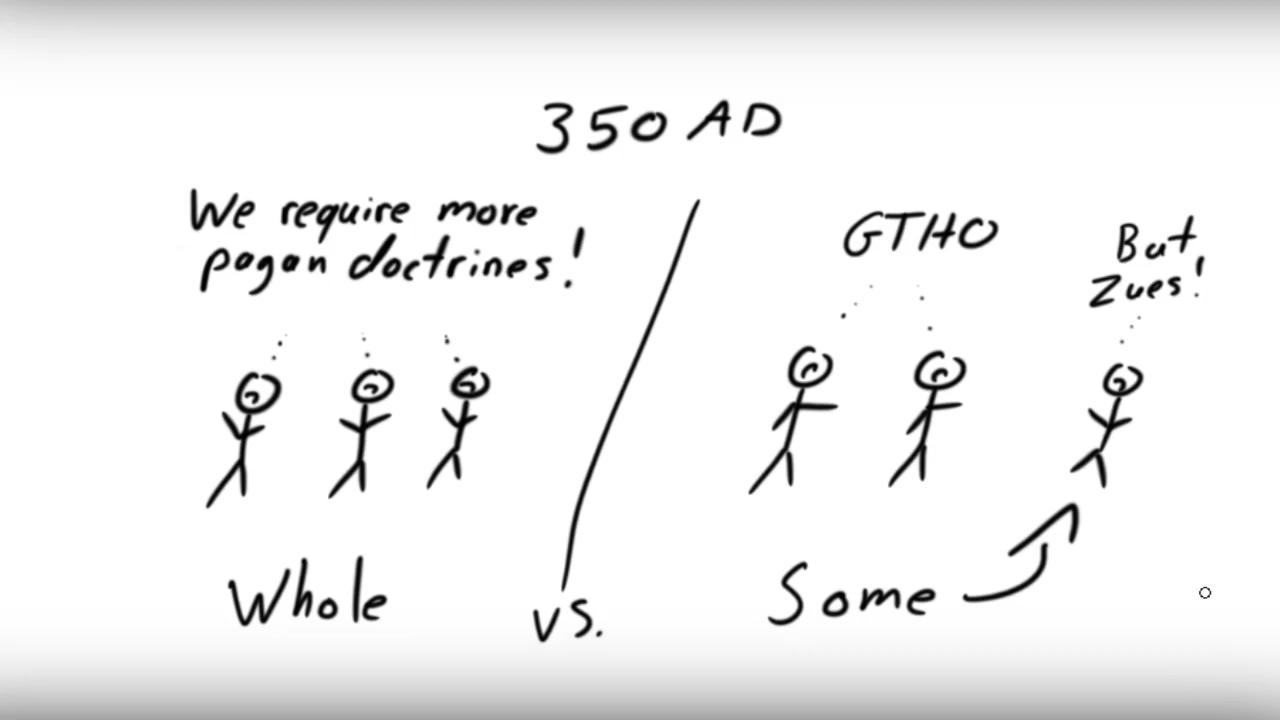 350 AD
We require more
pagan doctrines!
GTHO
But
Zues!
Whole
vs.
Some